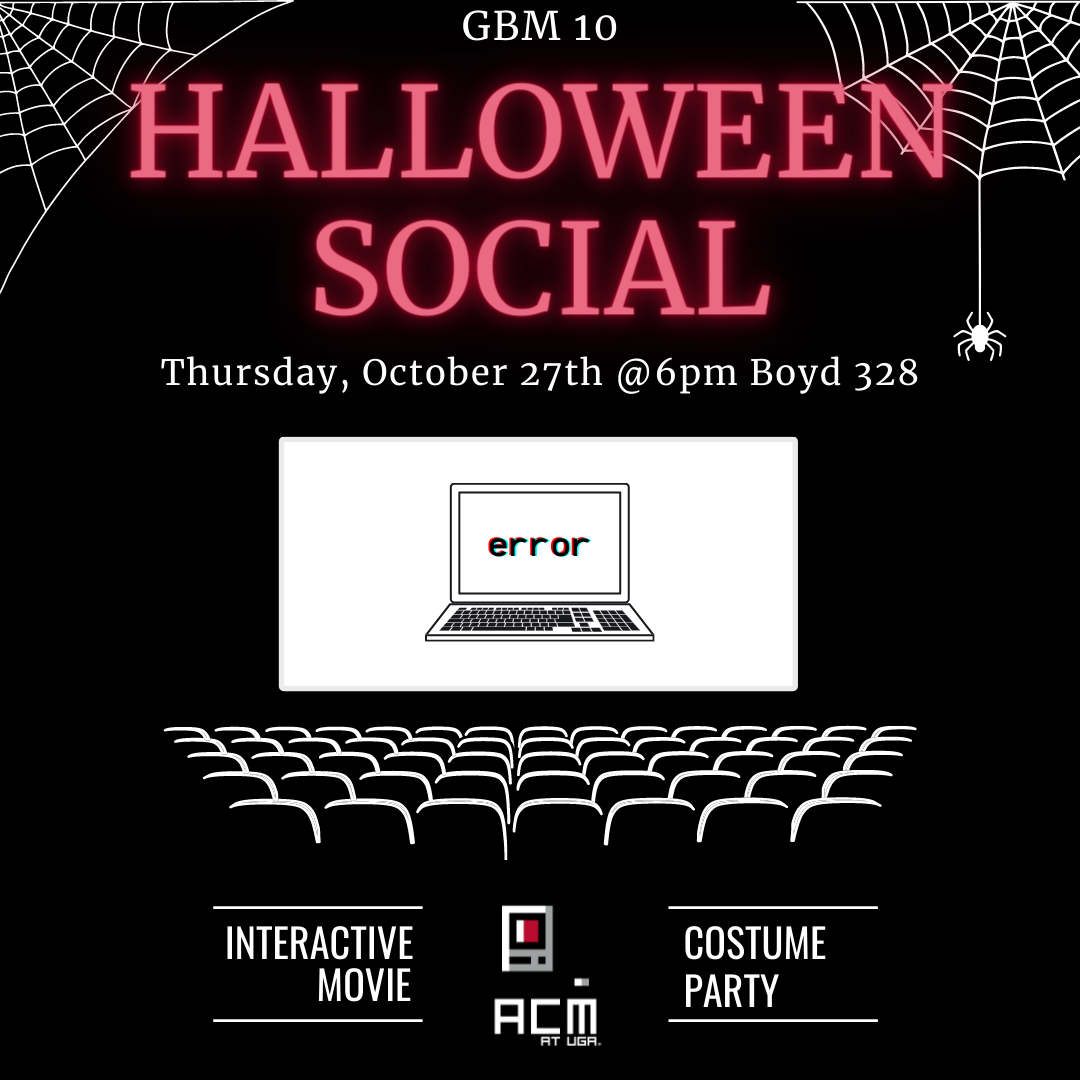 GBM 10
HALLOWEEN
SOCIAL
Thursday, October 27th @6pm Boyd 328
error
INTERACTIVE
MOVIE
ACM
AT UGA.
COSTUME
PARTY